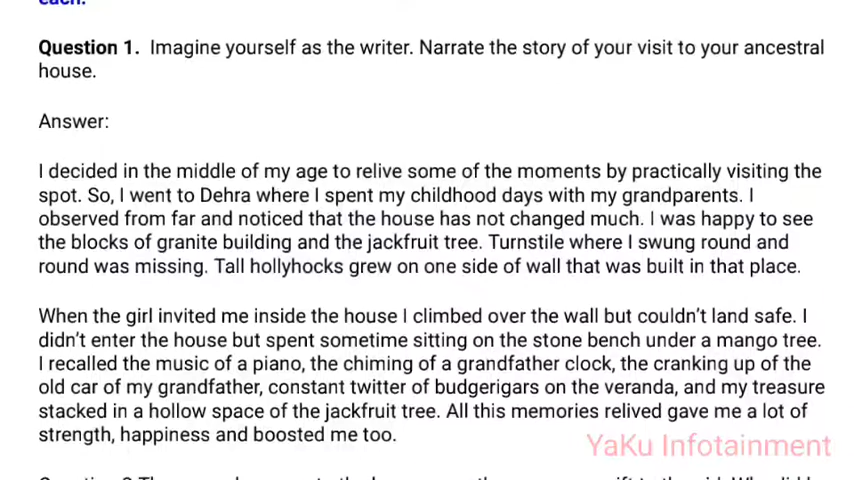 each.
Question 1. Imagine yourself as the writer. Narrate the story of your visit to your ancestral
house.
Answer:
I decided in the middle of my age to relive some of the moments by practically visiting the
spot. So, I went to Dehra where I spent my childhood days with my grandparents. I
observed from far and noticed that the house has not changed much. I was happy to see
the blocks of granite building and the jackfruit tree. Turnstile where I swung round and
round was missing. Tall hollyhocks grew on one side of wall that was built in that place.
When the girl invited me inside the house I climbed over the wall but couldn't land safe. I
didn't enter the house but spent sometime sitting on the stone bench under a mango tree.
I recalled the music of a piano, the chiming of a grandfather clock, the cranking up of the
old car of my grandfather, constant twitter of budgerigars on the veranda, and my treasure
stacked in a hollow space of the jackfruit tree. All this memories relived gave me a lot of
strength, happiness and boosted me too.
YaKu Infotainment